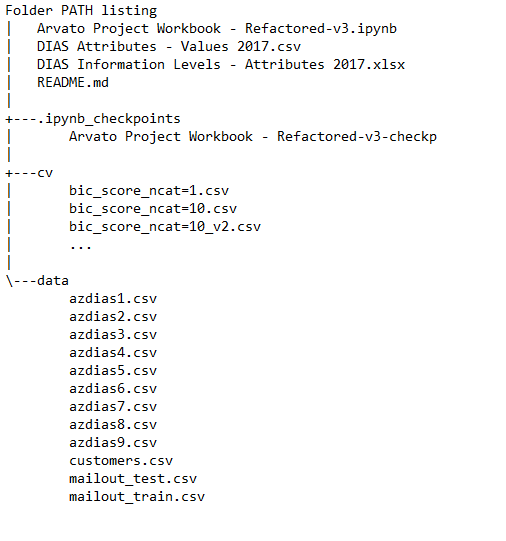 Folder PATH listing
|   Arvato Project Workbook - Refactored-v3.ipynb
|   DIAS Attributes - Values 2017.csv
|   DIAS Information Levels - Attributes 2017.xlsx
|   README.md
|
+---.ipynb_checkpoints
|       Arvato Project Workbook - Refactored-v3-checkp
|
+---cv
|       bic_score_ncat=1.csv
|       bic_score_ncat=10.csv
|       bic_score_ncat=10_v2.csv
|       ...
|
\---data
        azdias1.csv
        azdias2.csv
        azdias3.csv
        azdias4.csv
        azdias5.csv
        azdias6.csv
        azdias7.csv
        azdias8.csv
        azdias9.csv
        customers.csv
        mailout_test.csv
        mailout_train.csv